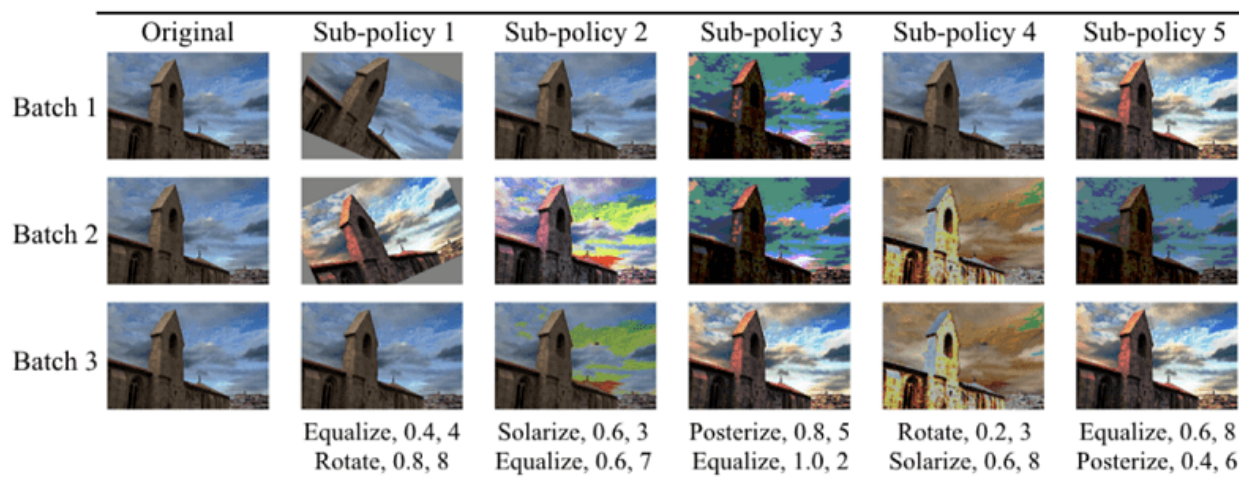 Original Sub-policy 1 Sub-policy 2 Sub-policy 3 Sub-policy 4 Sub-policy 5
Batch 1
Batch 2
Batch 3
Equalize, 0.4, 4 Solarize, 0.6, 3 Posterize, 0.8, 5 Rotate, 0.2, 3 Equalize, 0.6, 8
Rotate, 0.8, 8 Equalize, 0.6, 7 Equalize, 1.0, 2 Solarize, 0.6, 8 Posterize, 0.4, 6